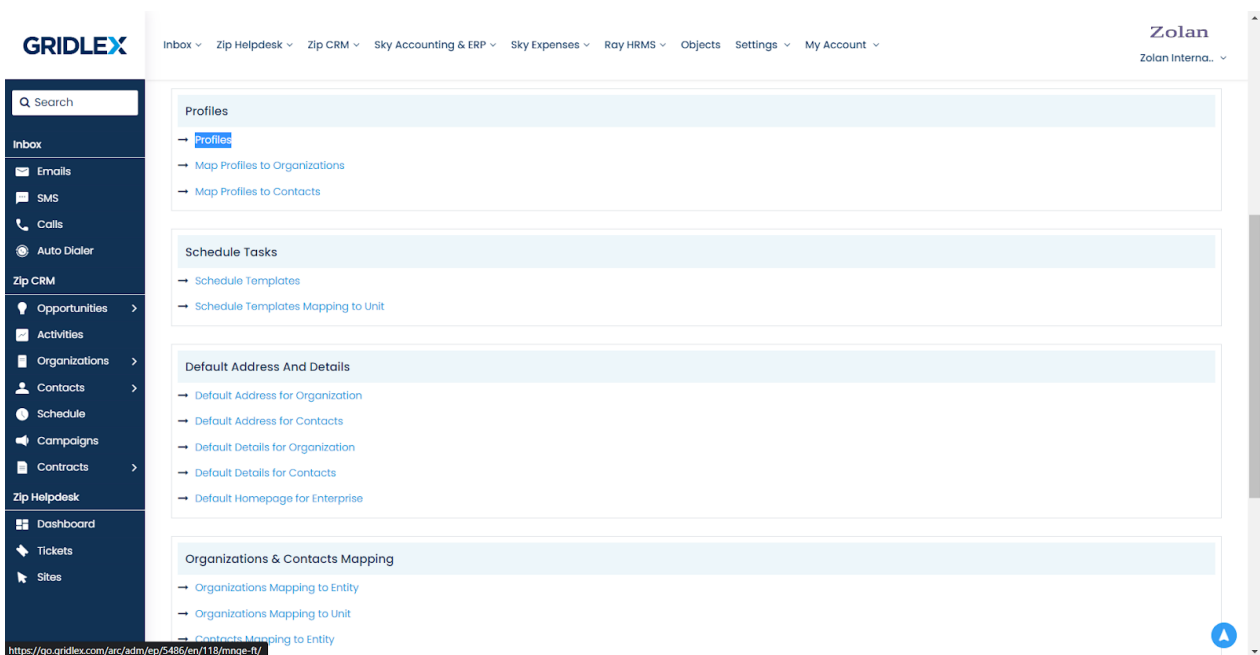 GRIDLEX
Inbox Zip Helpdesk Zip CRM Sky Accounting & ERP Sky Expenses Ray HRMS Objects Settings My Account
Zolan
Zolan Interna..
Search
Inbox
Emails
SMS
Calls
Auto Dialer
Zip CRM
Opportunities
Activities
Organizations
Contacts
Schedule
Campaigns
Contracts
Zip Helpdesk
Dashboard
Tickets
Sites
Profiles
Profiles
Map Profiles to Organizations
Map Profiles to Contacts
Schedule Tasks
Schedule Templates
Schedule Templates Mapping to Unit
Default Address And Details
Default Address for Organization
Default Address for Contacts
Default Details for Organization
Default Details for Contacts
Default Homepage for Enterprise
Organizations & Contacts Mapping
Organizations Mapping to Entity
Organizations Mapping to Unit
Contacts Mapping to Entity
https://go.gridlex.com/arc/adm/ep/5486/en/118/mnge-ft/